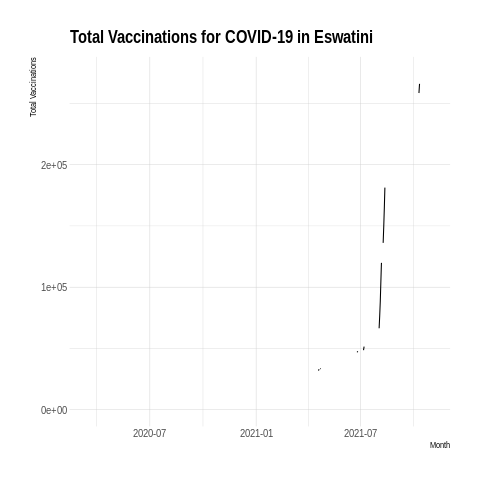 Total Vaccinations for COVID-19 in Eswatini
Total Vaccinations
2e+05
1e+05
0e+00
2020-07 2021-01 2021-07
Month